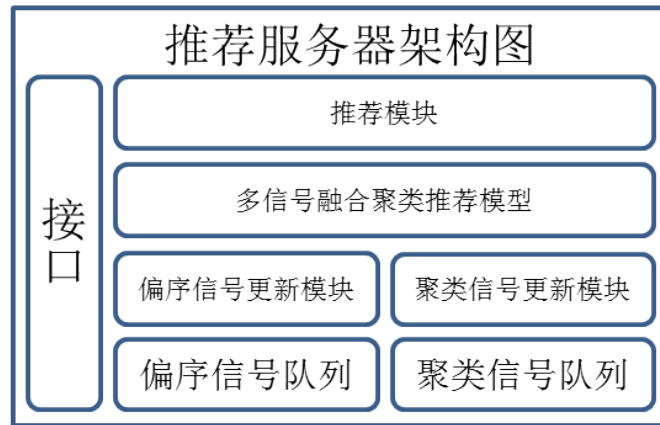 推荐服务器架构图
接口
推荐模块
多信号融合聚类推荐模型
偏序信号更新模块
聚类信号更新模块
偏序信号队列
聚类信号队列